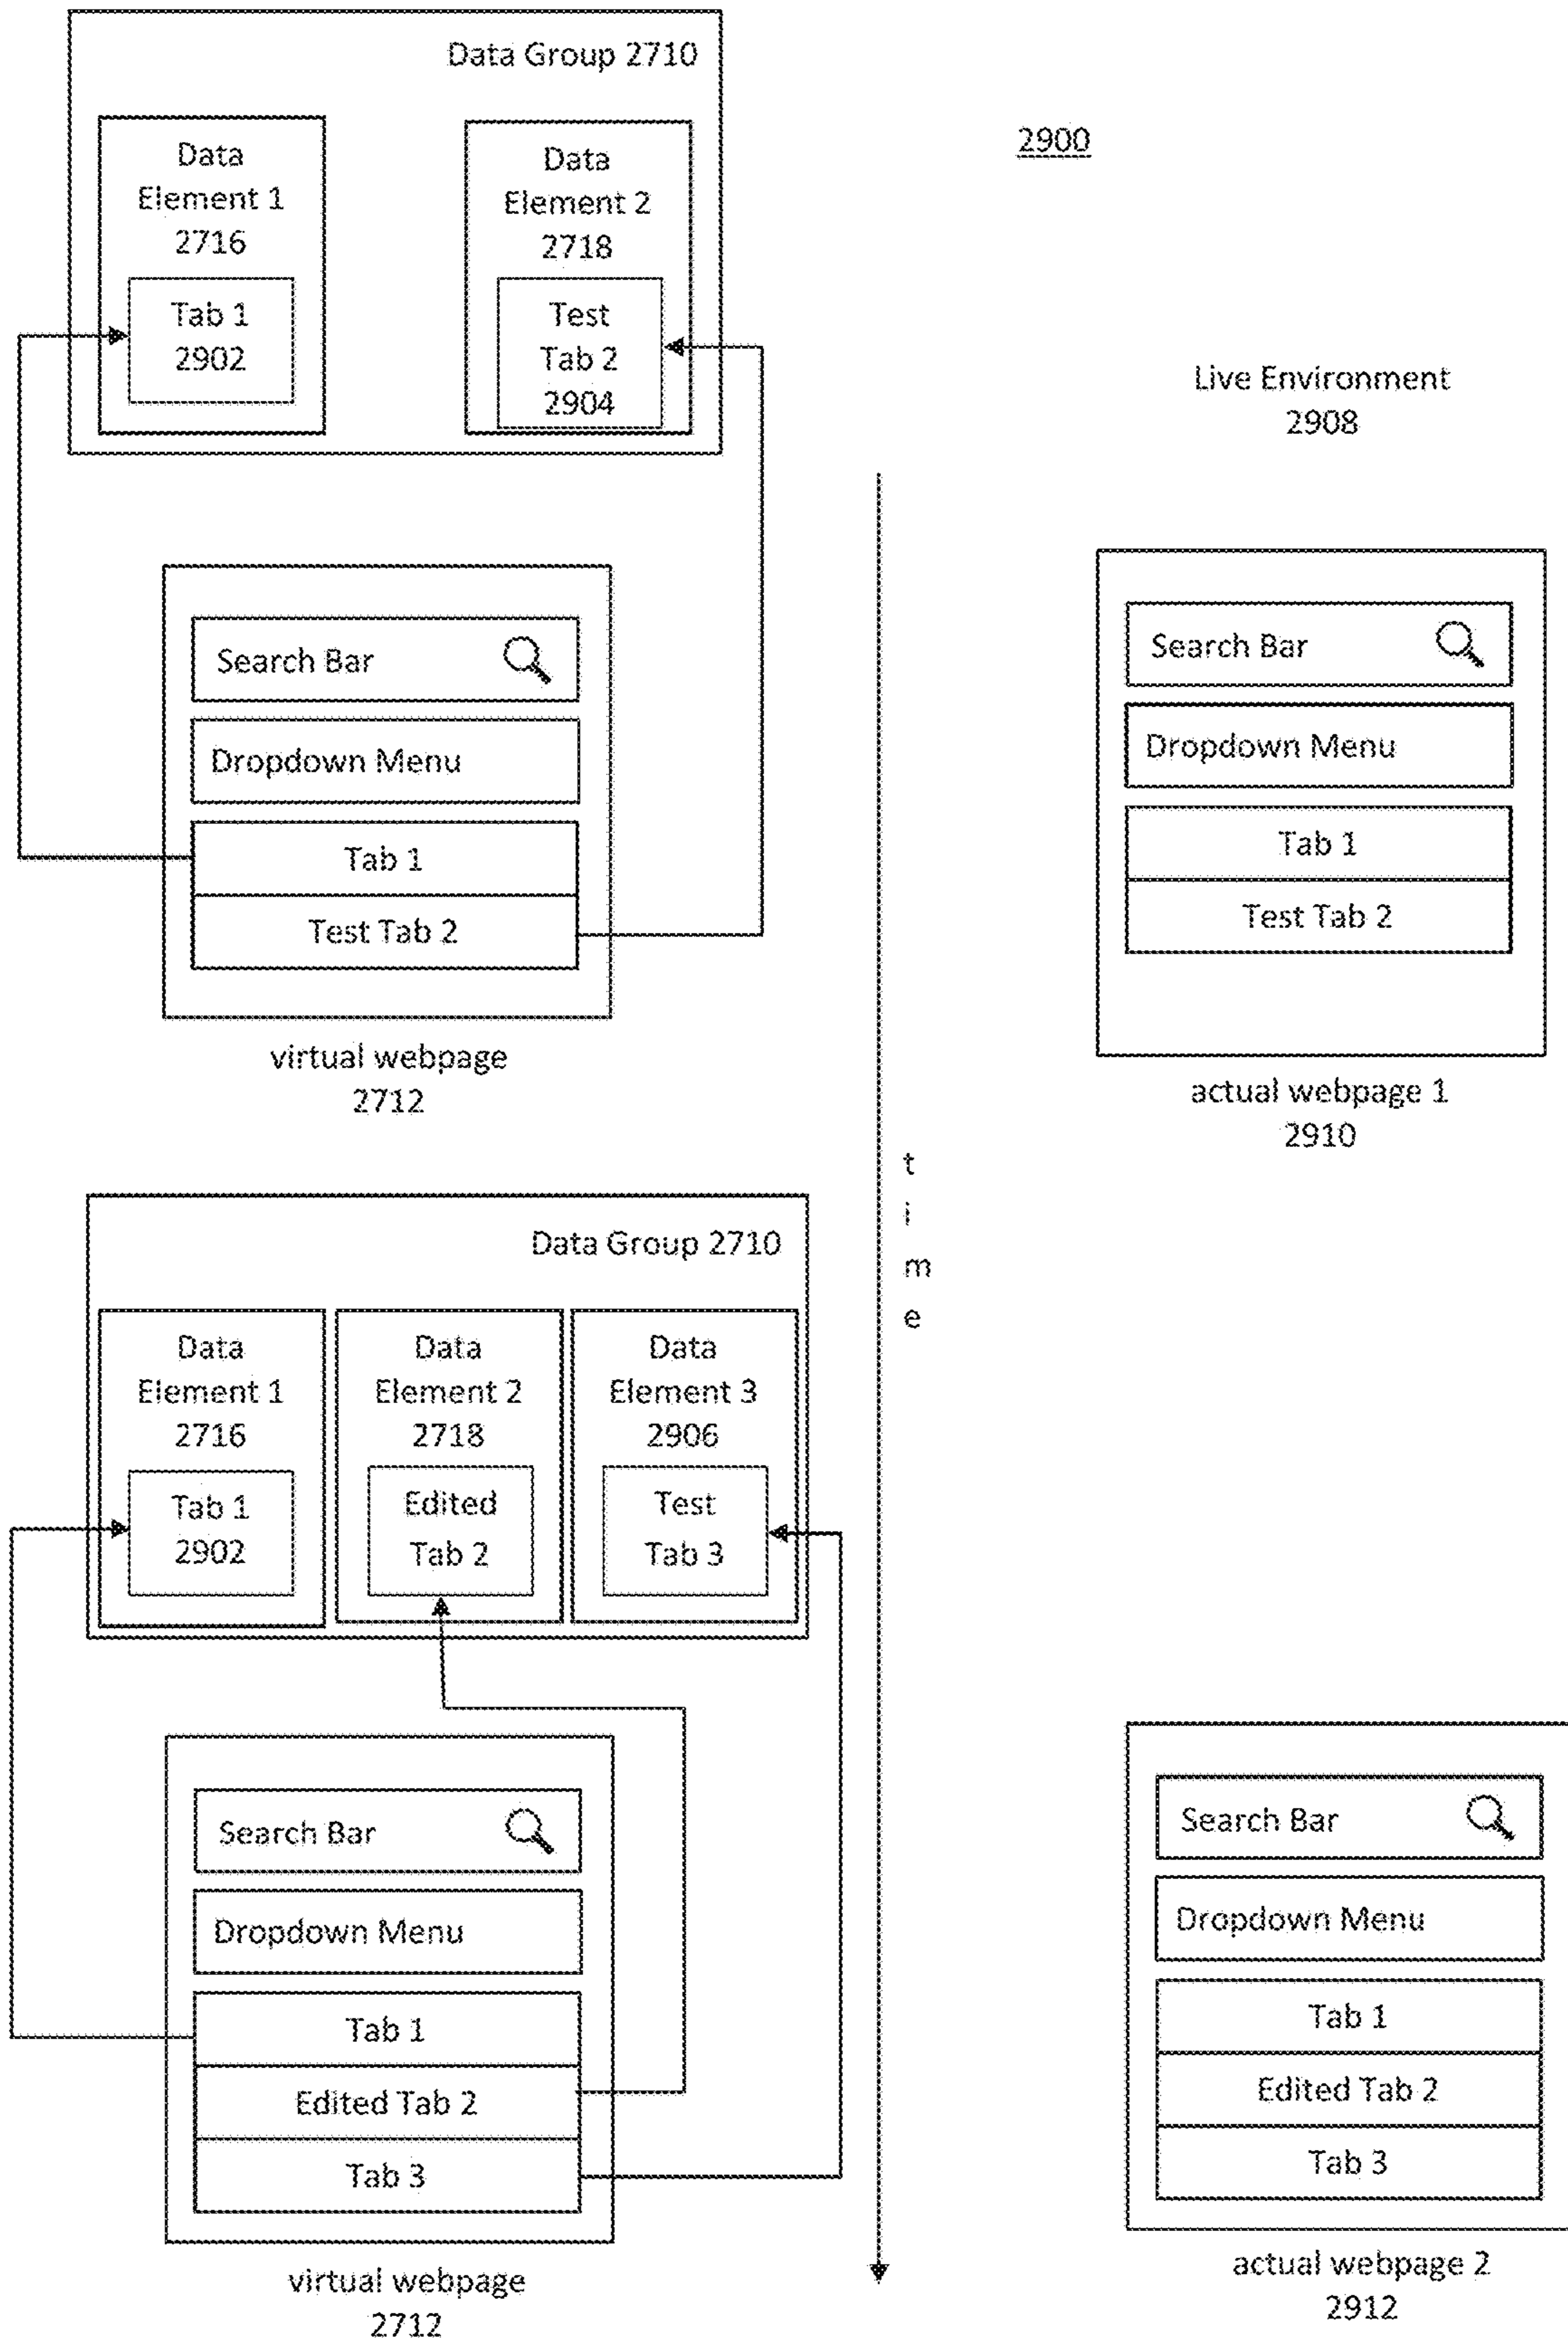 Data Group 2710
Data
Element 1
2716
Tab 1
2902
Data
Element 2
2718
Test
Tab 2
2904
2900
Live Environment
2908
Search Bar
Dropdown Menu
Tab 1
Test Tab 2
virtual webpage
2712
Search Bar
Dropdown Menu
Tab 1
Test Tab 2
actual webpage 1
2910
t
i
m
e
Data Group 2710
Data
Element 1
2716
Tab 1
2902
Data
Element 2
2718
Edited
Tab 2
Data
Element 3
2906
Test
Tab 3
Search Bar
Dropdown Menu
Tab 1
Edited Tab 2
Tab 3
virtual webpage
2712
Search Bar
Dropdown Menu
Tab 1
Edited Tab 2
Tab 3
actual webpage 2
2912